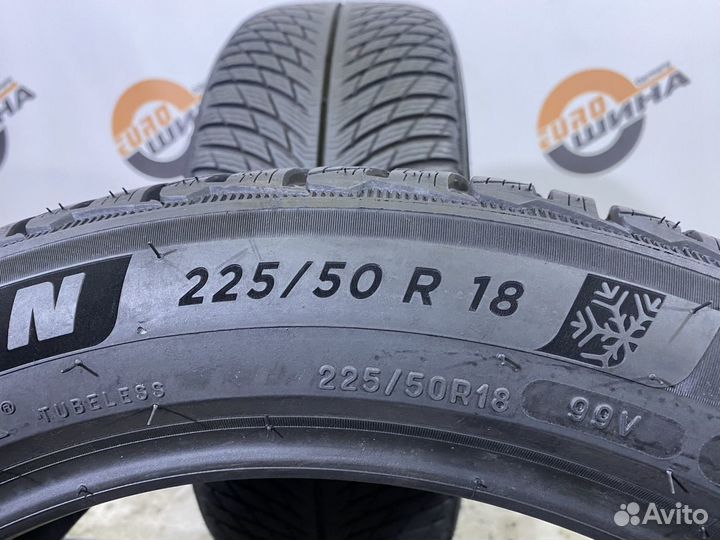 EURO
ШИНА
EURO
ШИНА
N
225/50 R 18
® TUBELESS
225/50R18
99V
Avito